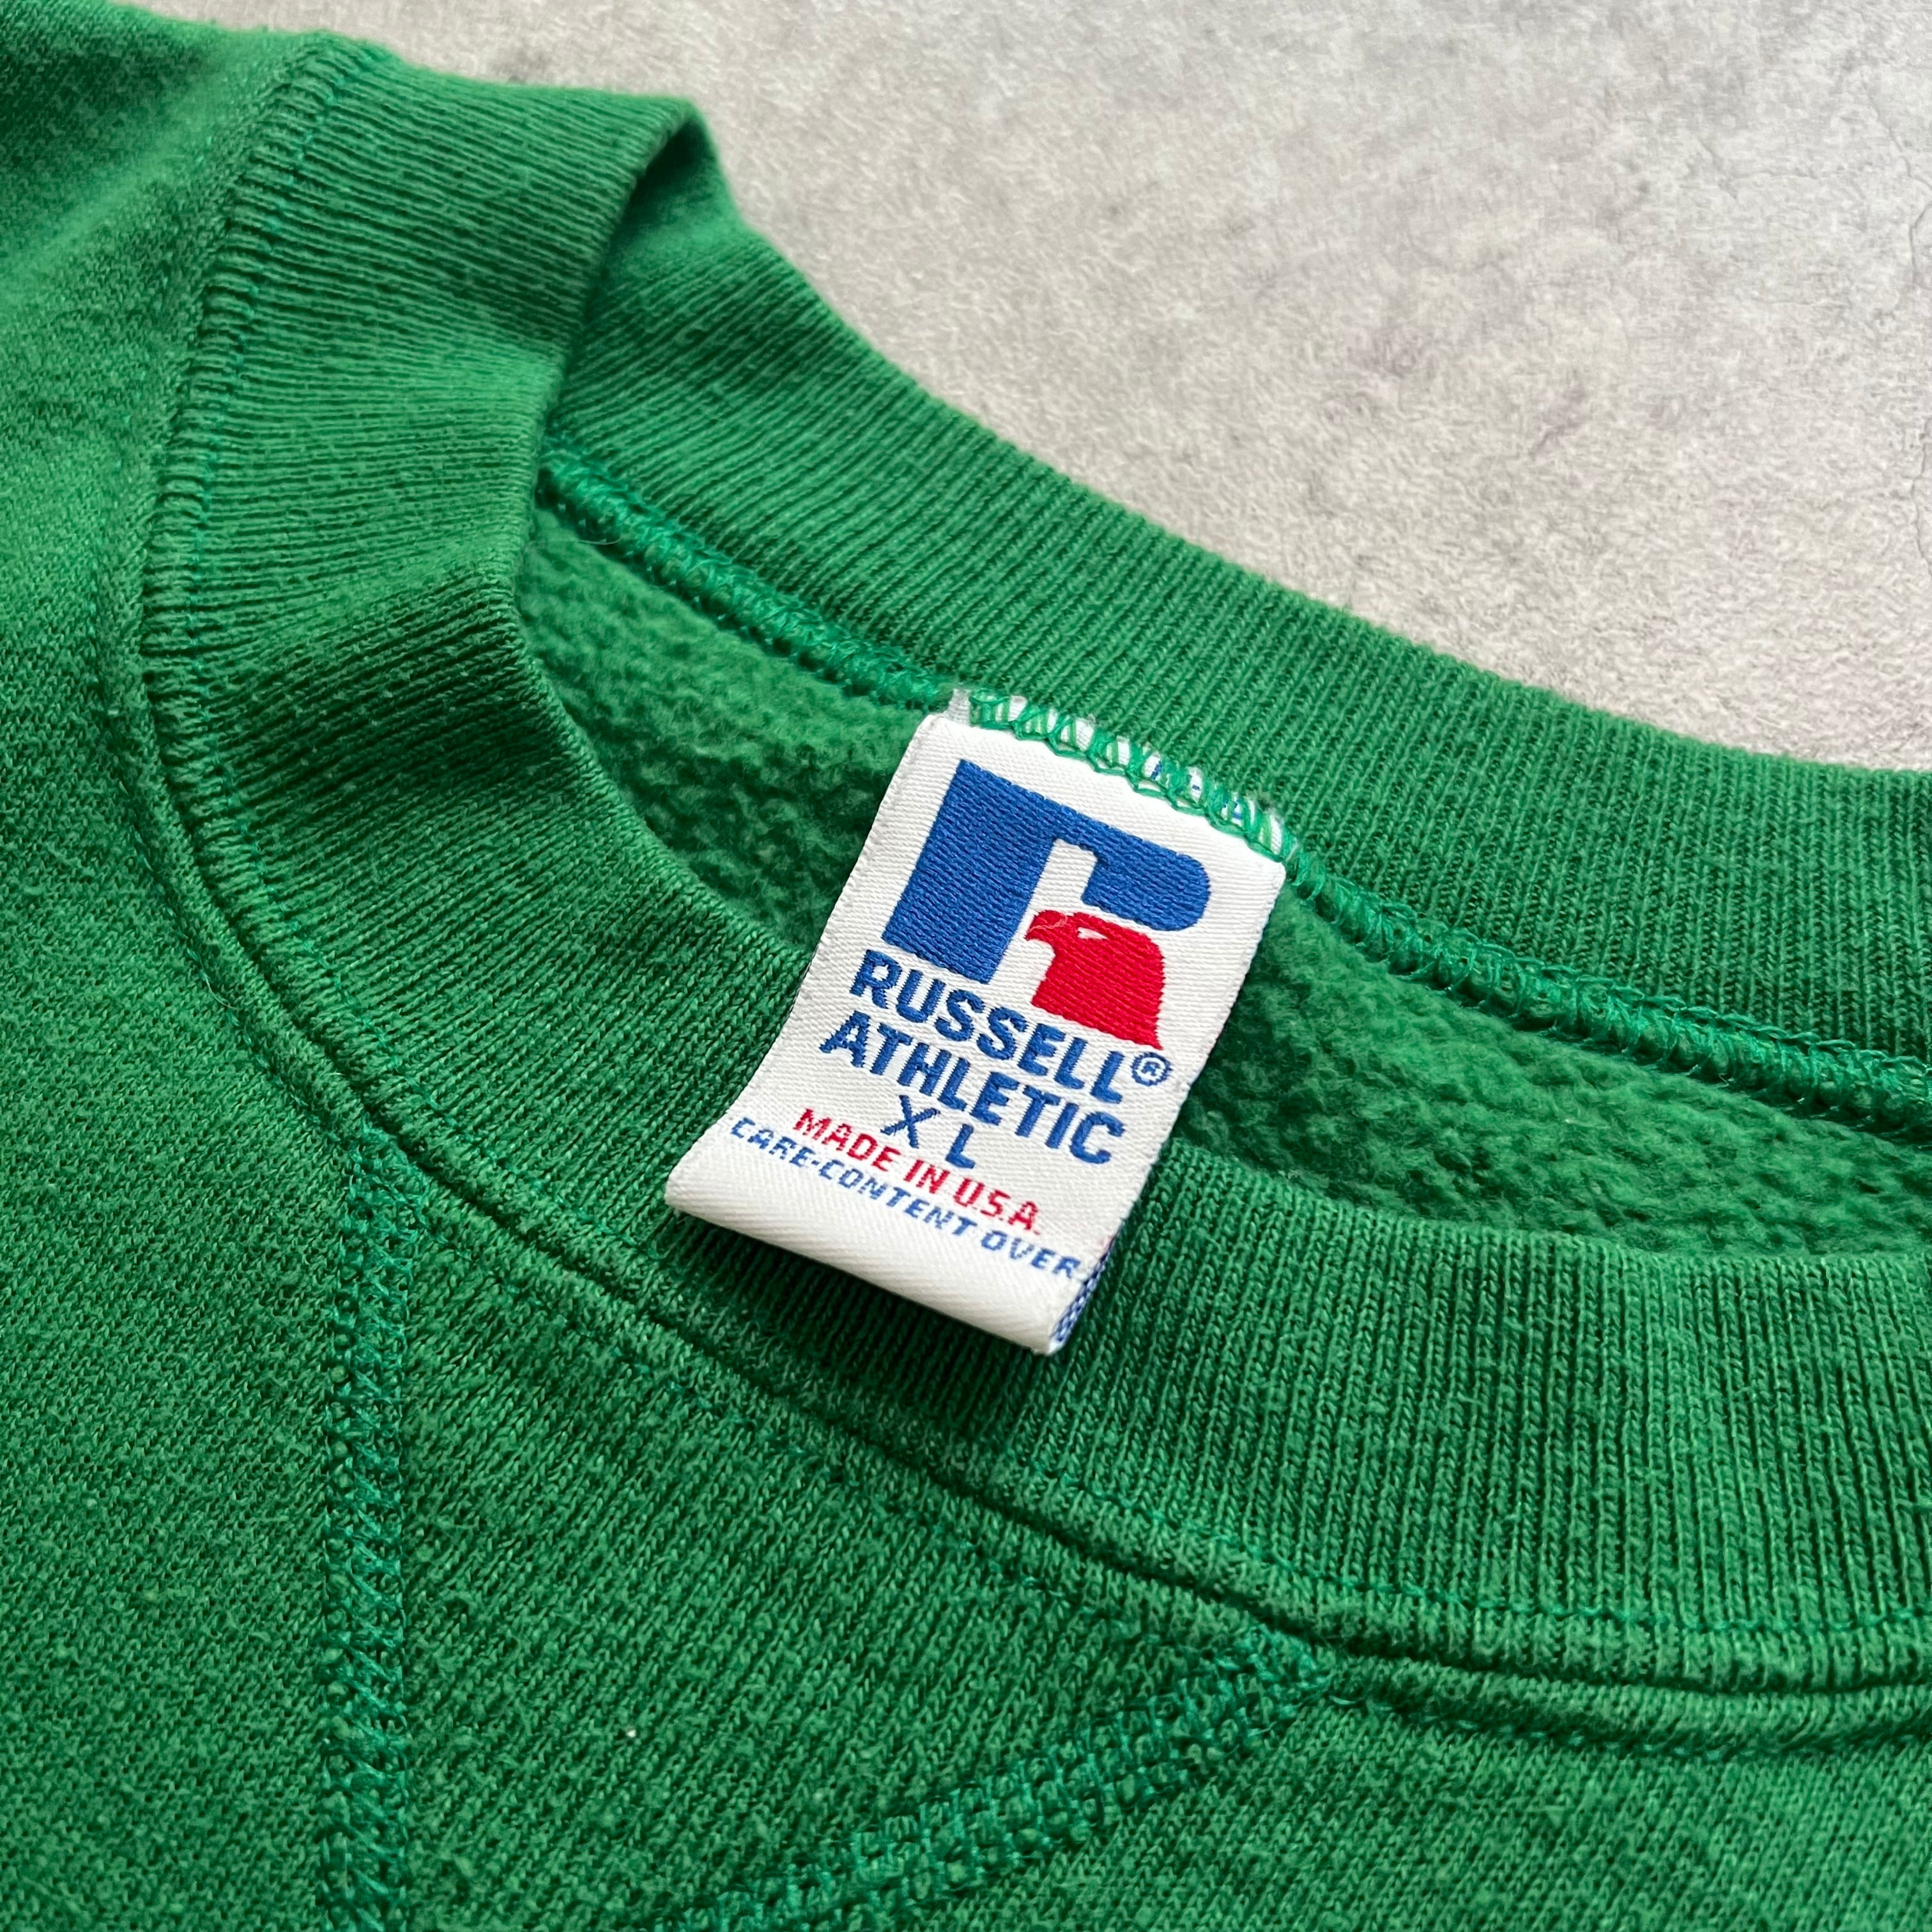 RUSSELL®
ATHLETIC
XL
MADE IN U.S.A.
CARE-CONTENT OVER